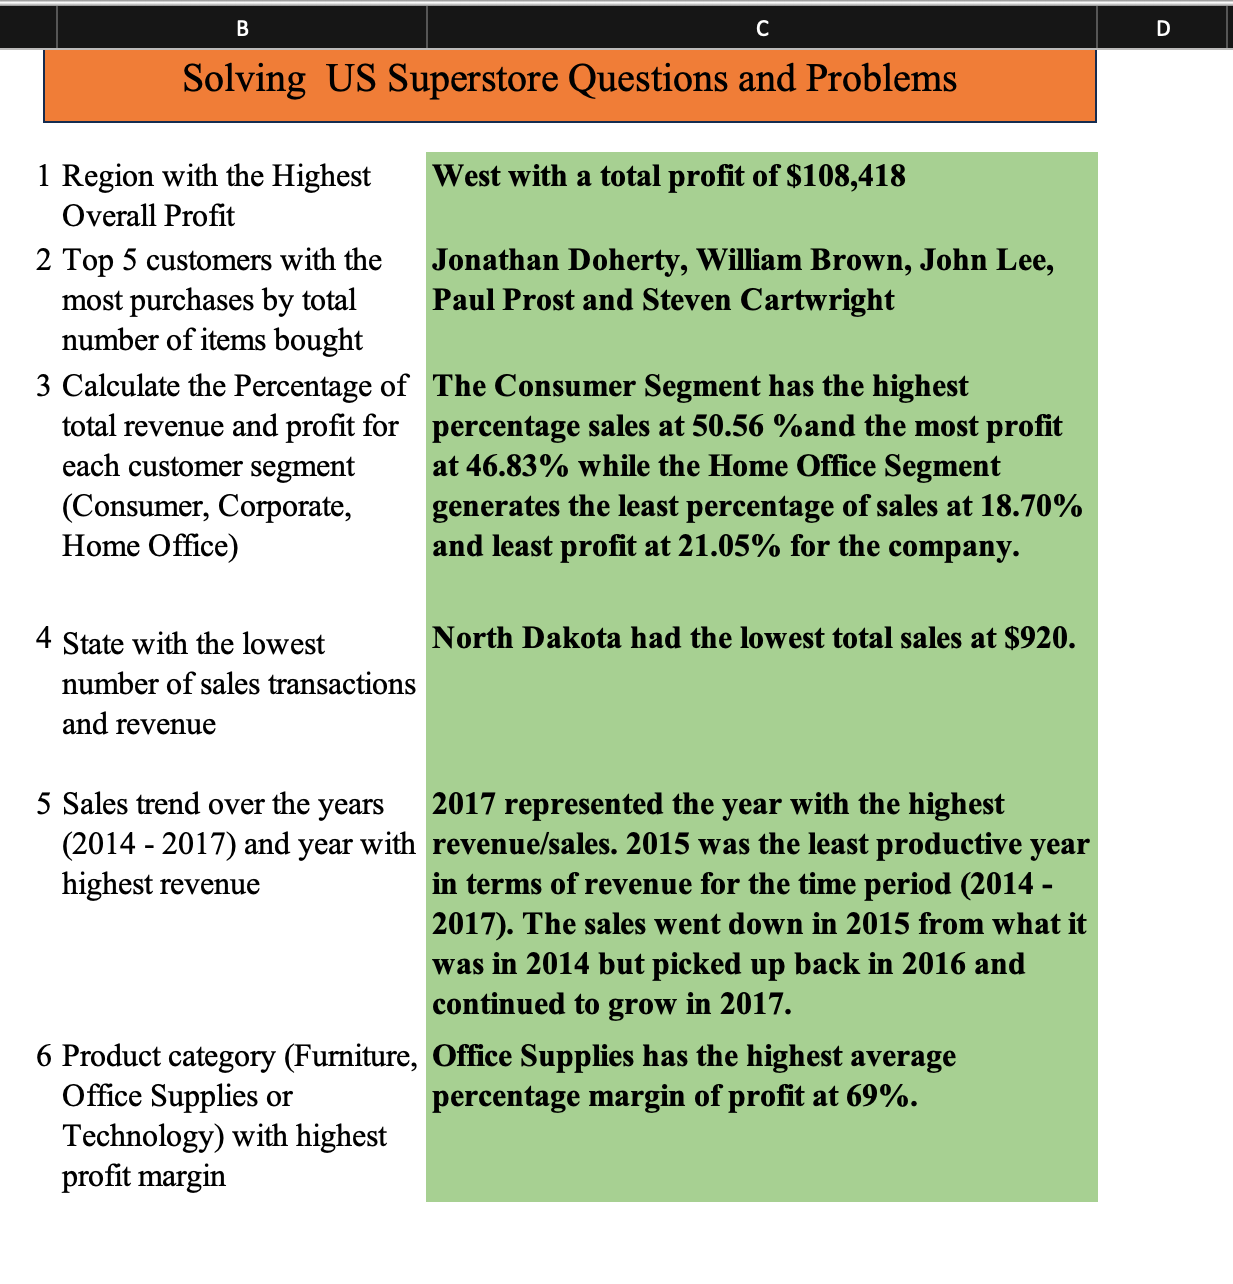 B C D
Solving  US Superstore Questions and Problems
1 Region with the Highest
Overall Profit
West with a total profit of $108,418
2 Top 5 customers with the
most purchases by total
number of items bought
Jonathan Doherty, William Brown, John Lee,
Paul Prost and Steven Cartwright
3 Calculate the Percentage of
total revenue and profit for
each customer segment
(Consumer, Corporate,
Home Office)
The Consumer Segment has the highest
percentage sales at 50.56 %and the most profit
at 46.83% while the Home Office Segment
generates the least percentage of sales at 18.70%
and least profit at 21.05% for the company.
4 State with the lowest
number of sales transactions
and revenue
North Dakota had the lowest total sales at $920.
5 Sales trend over the years
(2014 - 2017) and year with
highest revenue
2017 represented the year with the highest
revenue/sales. 2015 was the least productive year
in terms of revenue for the time period (2014 -
2017). The sales went down in 2015 from what it
was in 2014 but picked up back in 2016 and
continued to grow in 2017.
6 Product category (Furniture,
Office Supplies or
Technology) with highest
profit margin
Office Supplies has the highest average
percentage margin of profit at 69%.